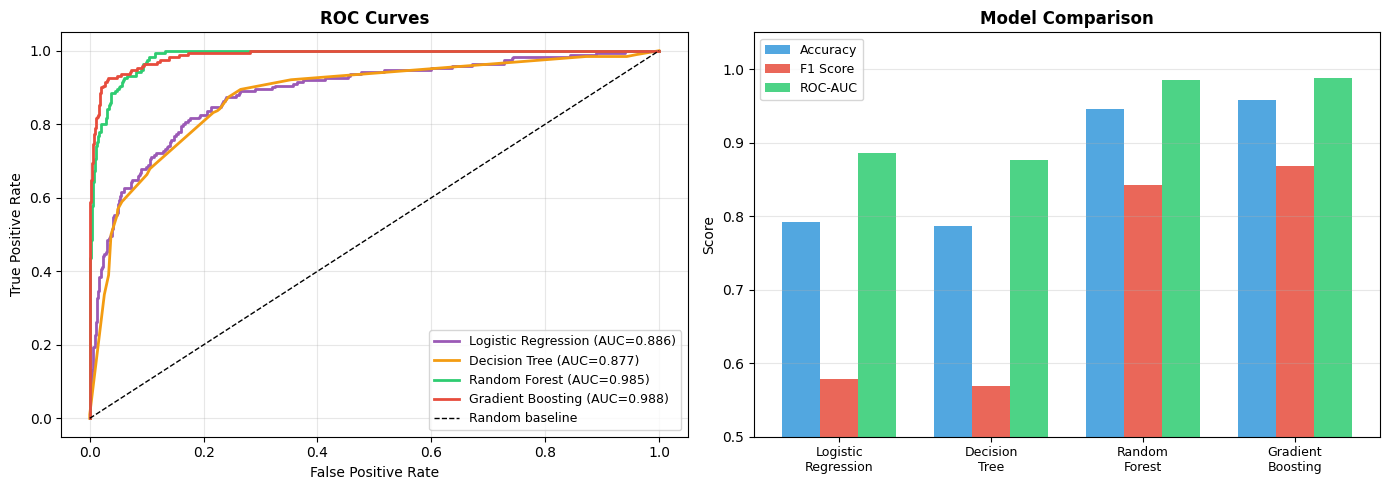 ROC Curves
True Positive Rate
1.0
0.8
0.6
0.4
0.2
0.0
0.0 0.2 0.4 0.6 0.8 1.0
False Positive Rate
Logistic Regression (AUC=0.886)
Decision Tree (AUC=0.877)
Random Forest (AUC=0.985)
Gradient Boosting (AUC=0.988)
Random baseline
Model Comparison
Accuracy
F1 Score
ROC-AUC
Score
1.0
0.9
0.8
0.7
0.6
0.5
Logistic
Regression
Decision
Tree
Random
Forest
Gradient
Boosting